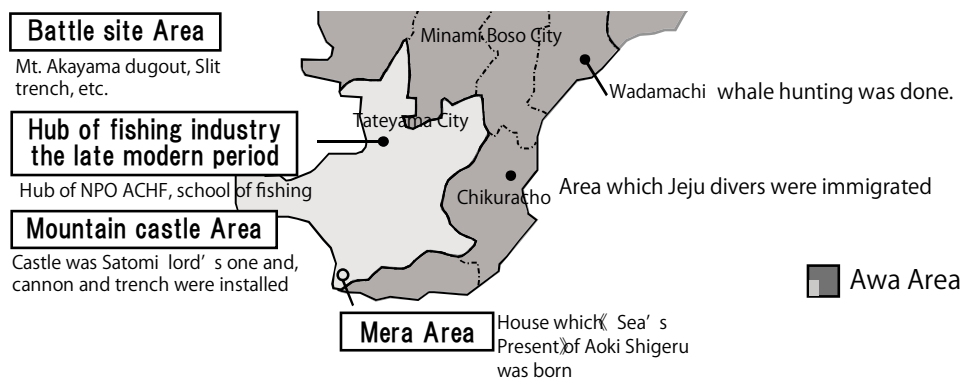 Battle site Area
Mt. Akayama dugout, Slit
trench, etc.
Hub of fishing industry
the late modern period
Hub of NPO ACHF, school of fishing
Mountain castle Area
Castle was Satomi lord's one and,
cannon and trench were installed
Minami Boso City
Tateyama City
Wadamachi whale hunting was done.
Chikuracho
Area which Jeju divers were immigrated
Awa Area
Mera Area
House which《 Sea's
Present》of Aoki Shigeru
was born